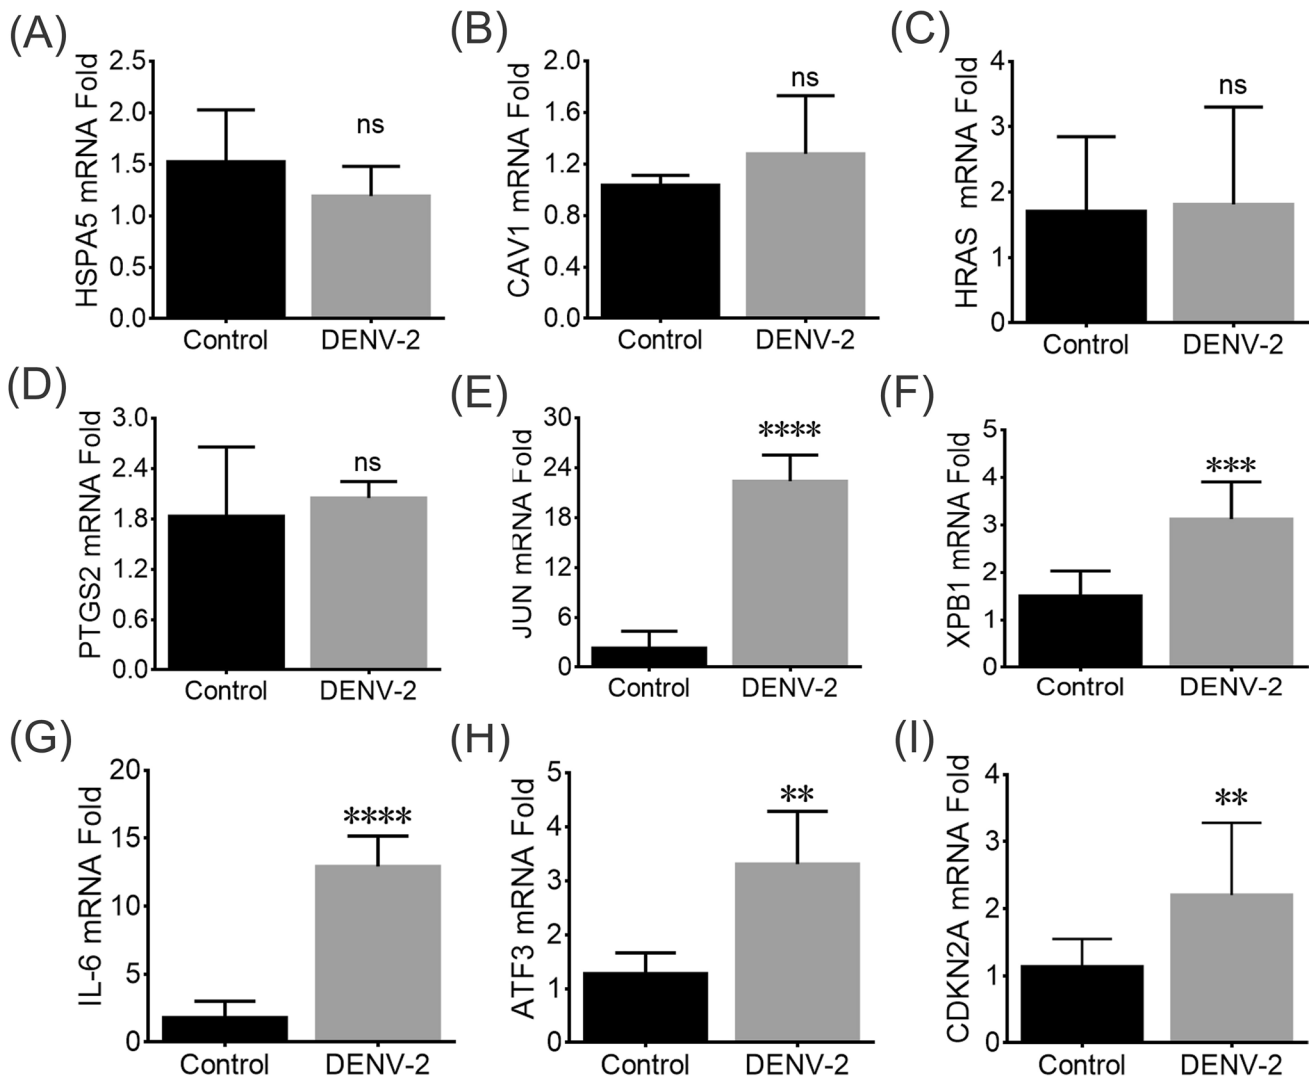 (A)
HSPA5 mRNA Fold
2.5
2.0
1.5
1.0
0.5
0.0
ns
Control
DENV-2
(B)
CAV1 mRNA Fold
2.0
1.6
1.2
0.8
0.4
0.0
ns
Control
DENV-2
(C)
HRAS mRNA Fold
4
3
2
1
0
ns
Control
DENV-2
(D)
PTGS2 mRNA Fold
3.0
2.4
1.8
1.2
0.6
0.0
ns
Control
DENV-2
(E)
JUN mRNA Fold
30
24
18
12
6
0
****
Control
DENV-2
(F)
XPB1 mRNA Fold
5
4
3
2
1
0
***
Control
DENV-2
(G)
IL-6 mRNA Fold
20
15
10
5
0
****
Control
DENV-2
(H)
ATF3 mRNA Fold
5
4
3
2
1
0
**
Control
DENV-2
(I)
CDKN2A mRNA Fold
4
3
2
1
0
**
Control
DENV-2